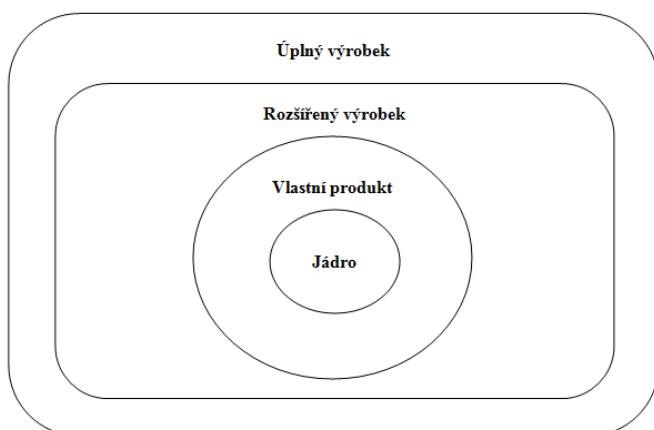 Úplný výrobek
Rozšířený výrobek
Vlastní produkt
Jádro